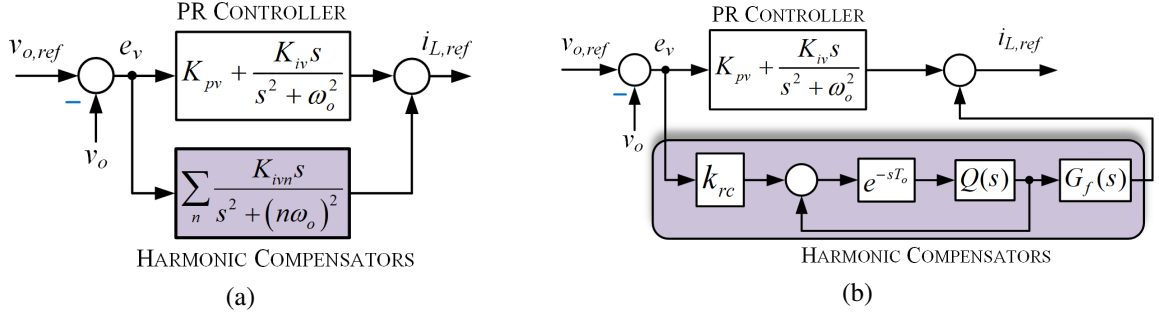 PR CONTROLLER
v_{o,ref}
e_v
K_{pv} + \frac{K_{iv} s}{s^2 + \omega_o^2}
i_{L,ref}
−
v_o
\sum_n \frac{K_{ivn} s}{s^2 + (n\omega_o)^2}
HARMONIC COMPENSATORS
(a)
PR CONTROLLER
v_{o,ref}
e_v
K_{pv} + \frac{K_{iv} s}{s^2 + \omega_o^2}
i_{L,ref}
−
v_o
k_{rc}
e^{-sT_o}
Q(s)
G_f(s)
HARMONIC COMPENSATORS
(b)